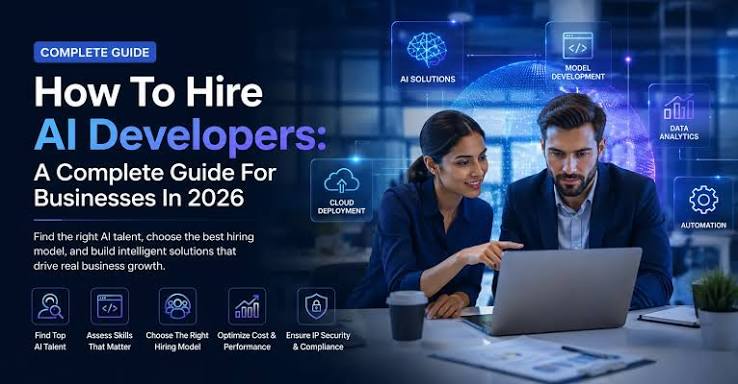 COMPLETE GUIDE
How To Hire
AI Developers:
A Complete Guide For
Businesses In 2026
Find the right AI talent, choose the best hiring
model, and build intelligent solutions that
drive real business growth.
Find Top
AI Talent
Assess Skills
That Matter
Choose The Right
Hiring Model
Optimize Cost &
Performance
Ensure IP Security
& Compliance
AI SOLUTIONS
MODEL
DEVELOPMENT
DATA
ANALYTICS
CLOUD
DEPLOYMENT
AUTOMATION